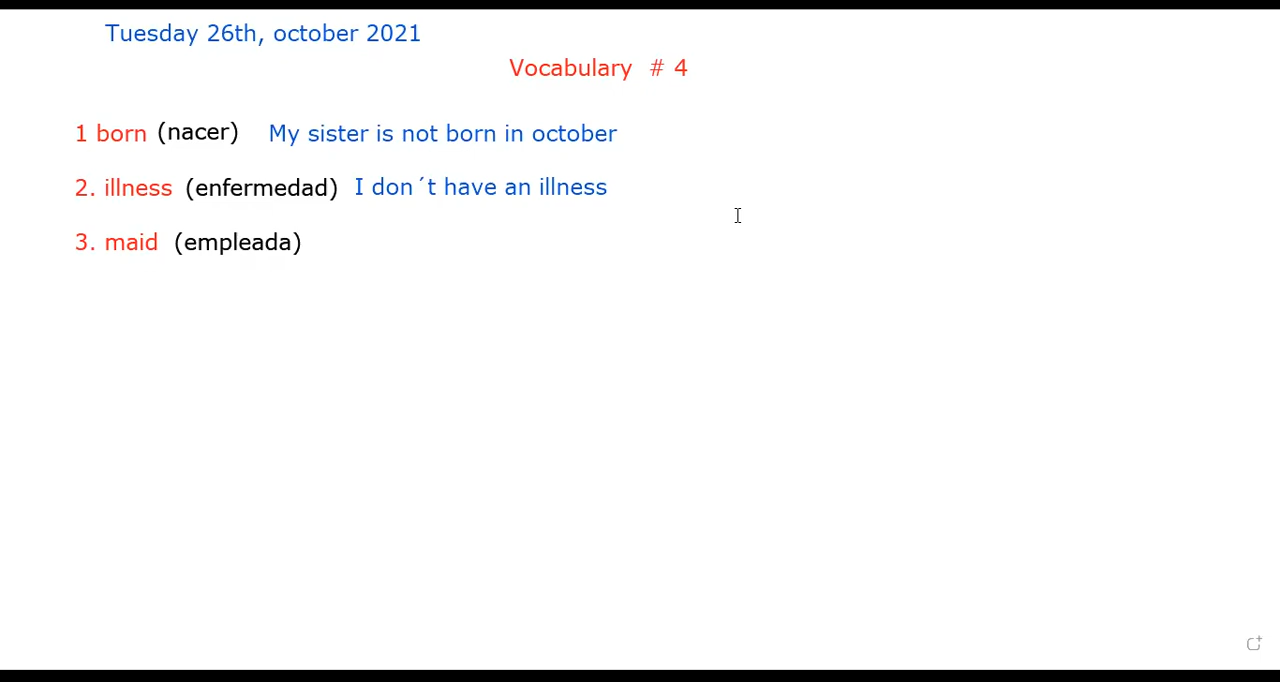 Tuesday 26th, october 2021
Vocabulary # 4
1 born (nacer) My sister is not born in october
2. illness (enfermedad) I don´t have an illness
3. maid (empleada)